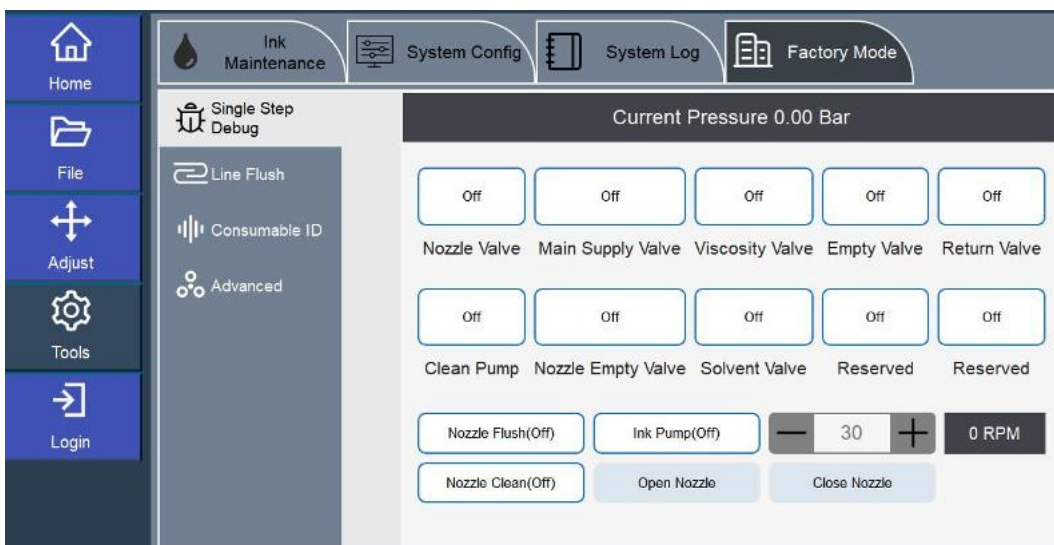 Home
File
Adjust
Tools
Login
Ink
Maintenance
System Config
System Log
Factory Mode
Single Step
Debug
Line Flush
Consumable ID
Advanced
Current Pressure 0.00 Bar
Off Off Off Off Off
Nozzle Valve Main Supply Valve Viscosity Valve Empty Valve Return Valve
Off Off Off Off Off
Clean Pump Nozzle Empty Valve Solvent Valve Reserved Reserved
Nozzle Flush(Off) Ink Pump(Off) — 30 + 0 RPM
Nozzle Clean(Off) Open Nozzle Close Nozzle